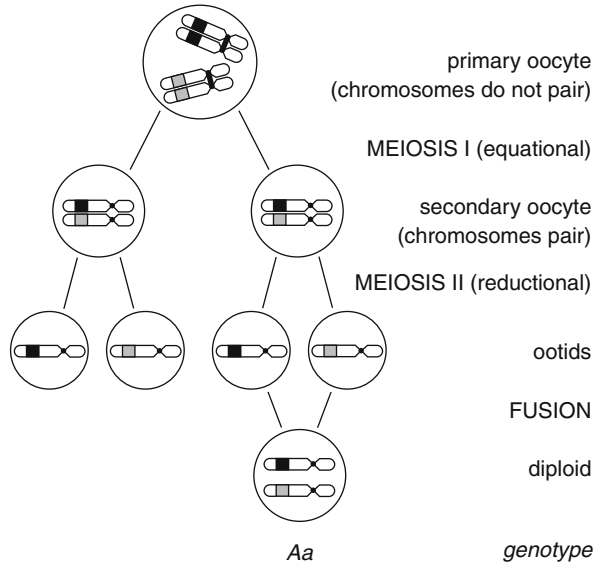 primary oocyte
(chromosomes do not pair)
MEIOSIS I (equational)
secondary oocyte
(chromosomes pair)
MEIOSIS II (reductional)
ootids
FUSION
diploid
Aa genotype